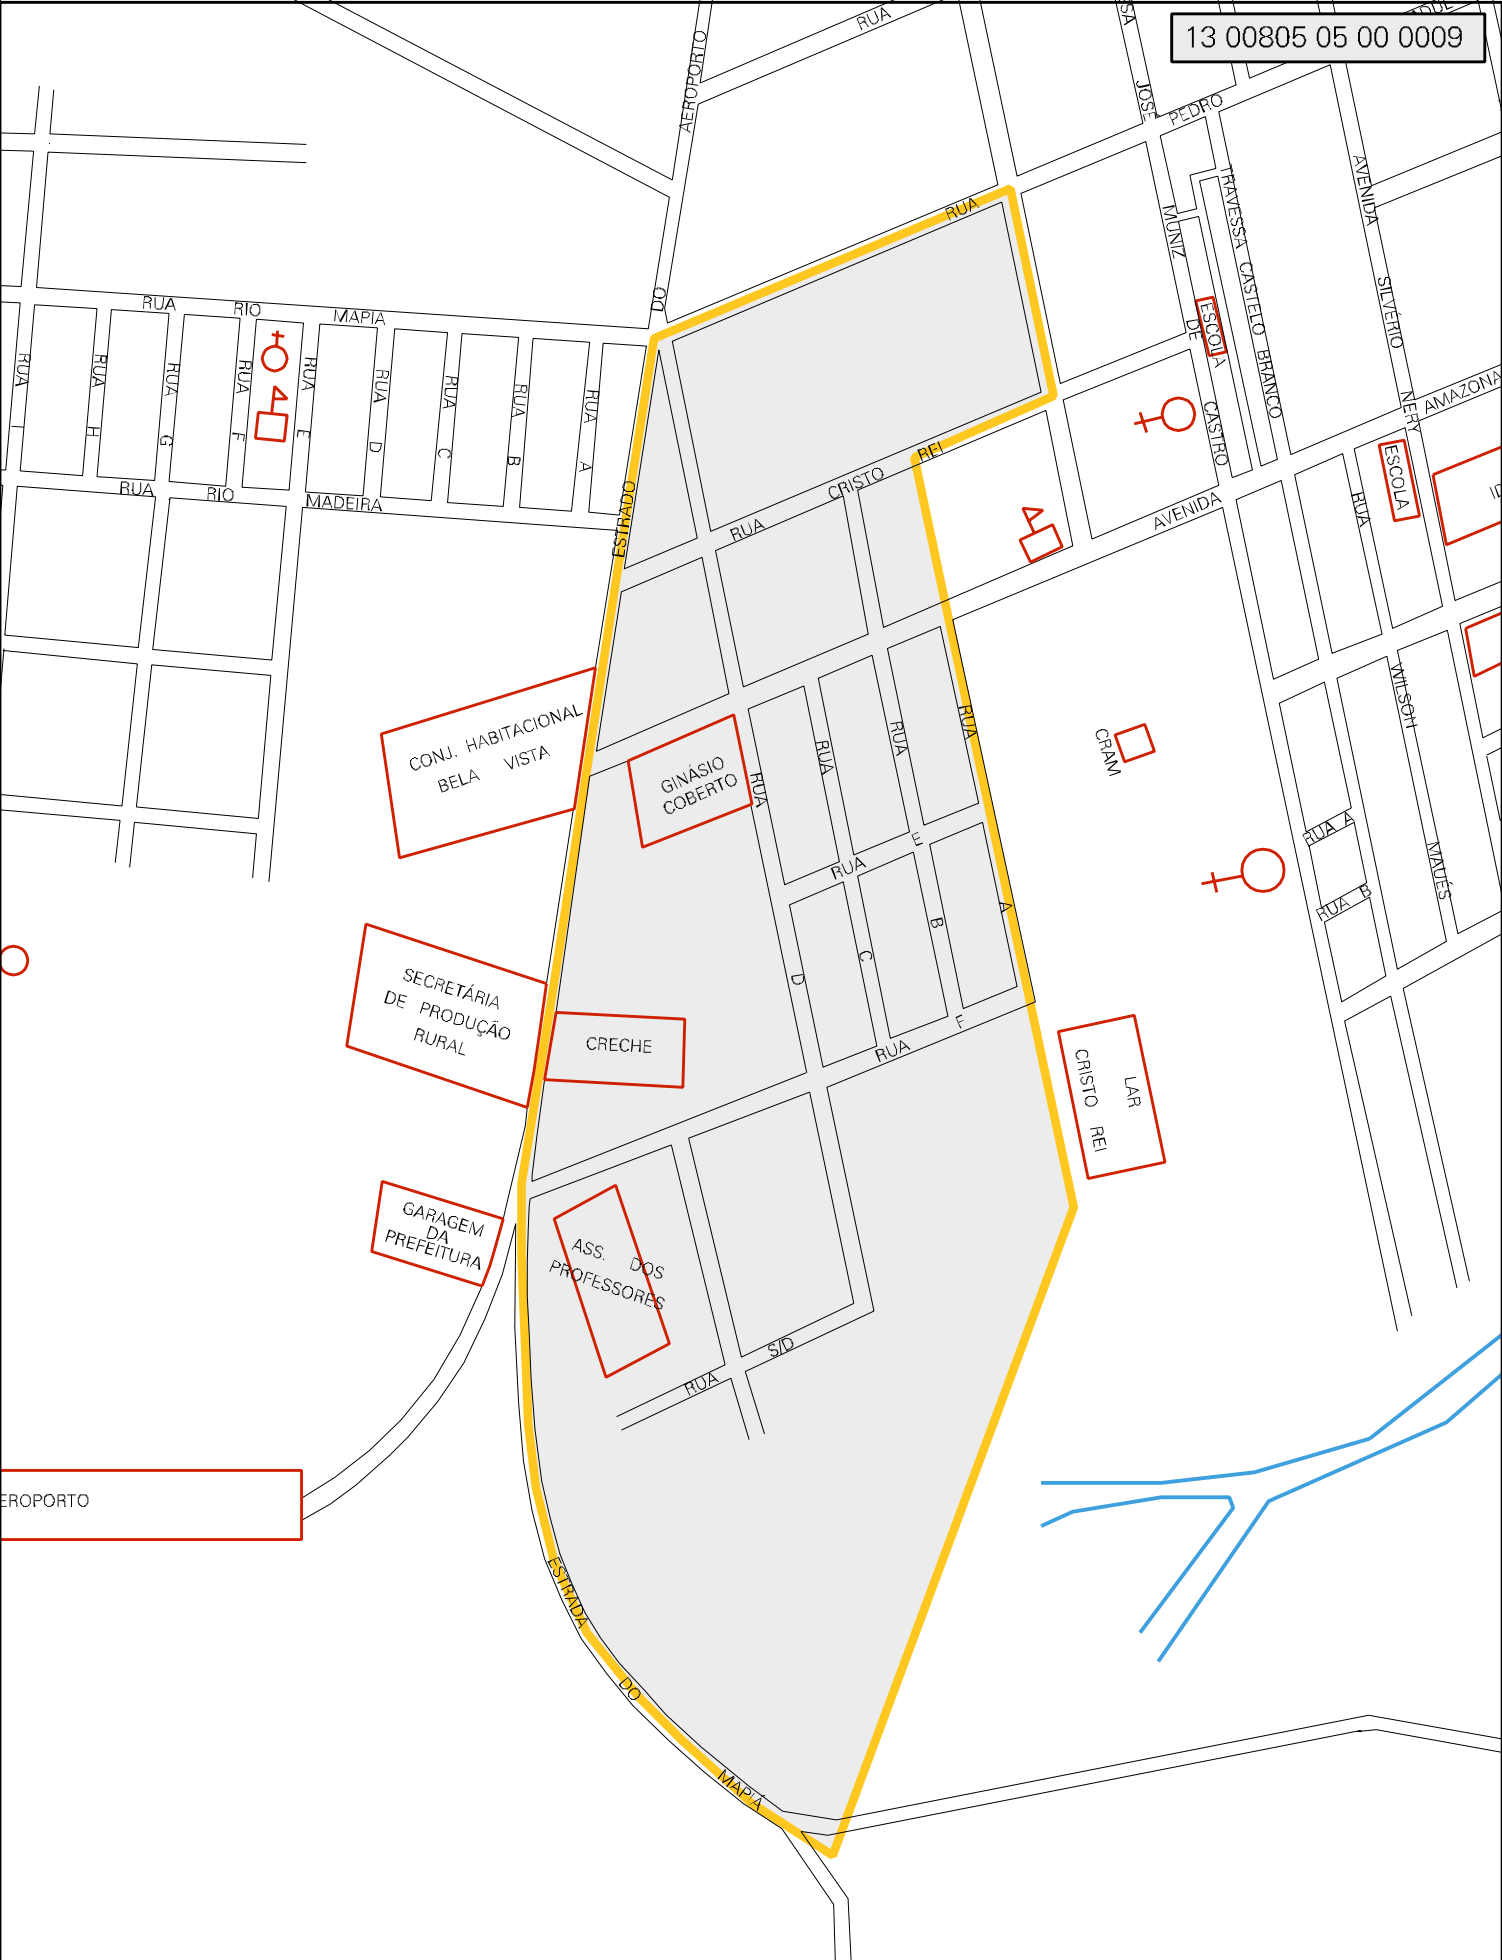 13 00805 05 00 0009
RUA
ESTRADO DO AEROPORTO
RUA PEDRO
JOSÉ MUNIZ DE CASTRO
TRAVESSA CASTELO BRANCO
AVENIDA SILVÉRIO NERY
AVENIDA AMAZONA
RUA RIO MAPIA
RUA I
RUA H
RUA G
RUA F
RUA E
RUA D
RUA C
RUA B
RUA A
RUA RIO MADEIRA
RUA CRISTO REI
ESCOLA
ESCOLA
RUA WILSON MAUÉS
CONJ. HABITACIONAL
BELA VISTA
GINÁSIO
COBERTO
CRAM
RUA D
RUA C
RUA B
RUA A
RUA E
RUA A
RUA B
SECRETÁRIA
DE PRODUÇÃO
RURAL
CRECHE
RUA F
LAR
CRISTO REI
GARAGEM
DA
PREFEITURA
ASS. DOS
PROFESSORES
RUA S/D
EROPORTO
ESTRADA DO MAPIÁ